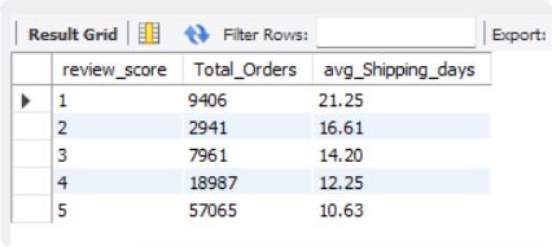 Result Grid Filter Rows: Export:
review_score Total_Orders avg_Shipping_days
1 9406 21.25
2 2941 16.61
3 7961 14.20
4 18987 12.25
5 57065 10.63